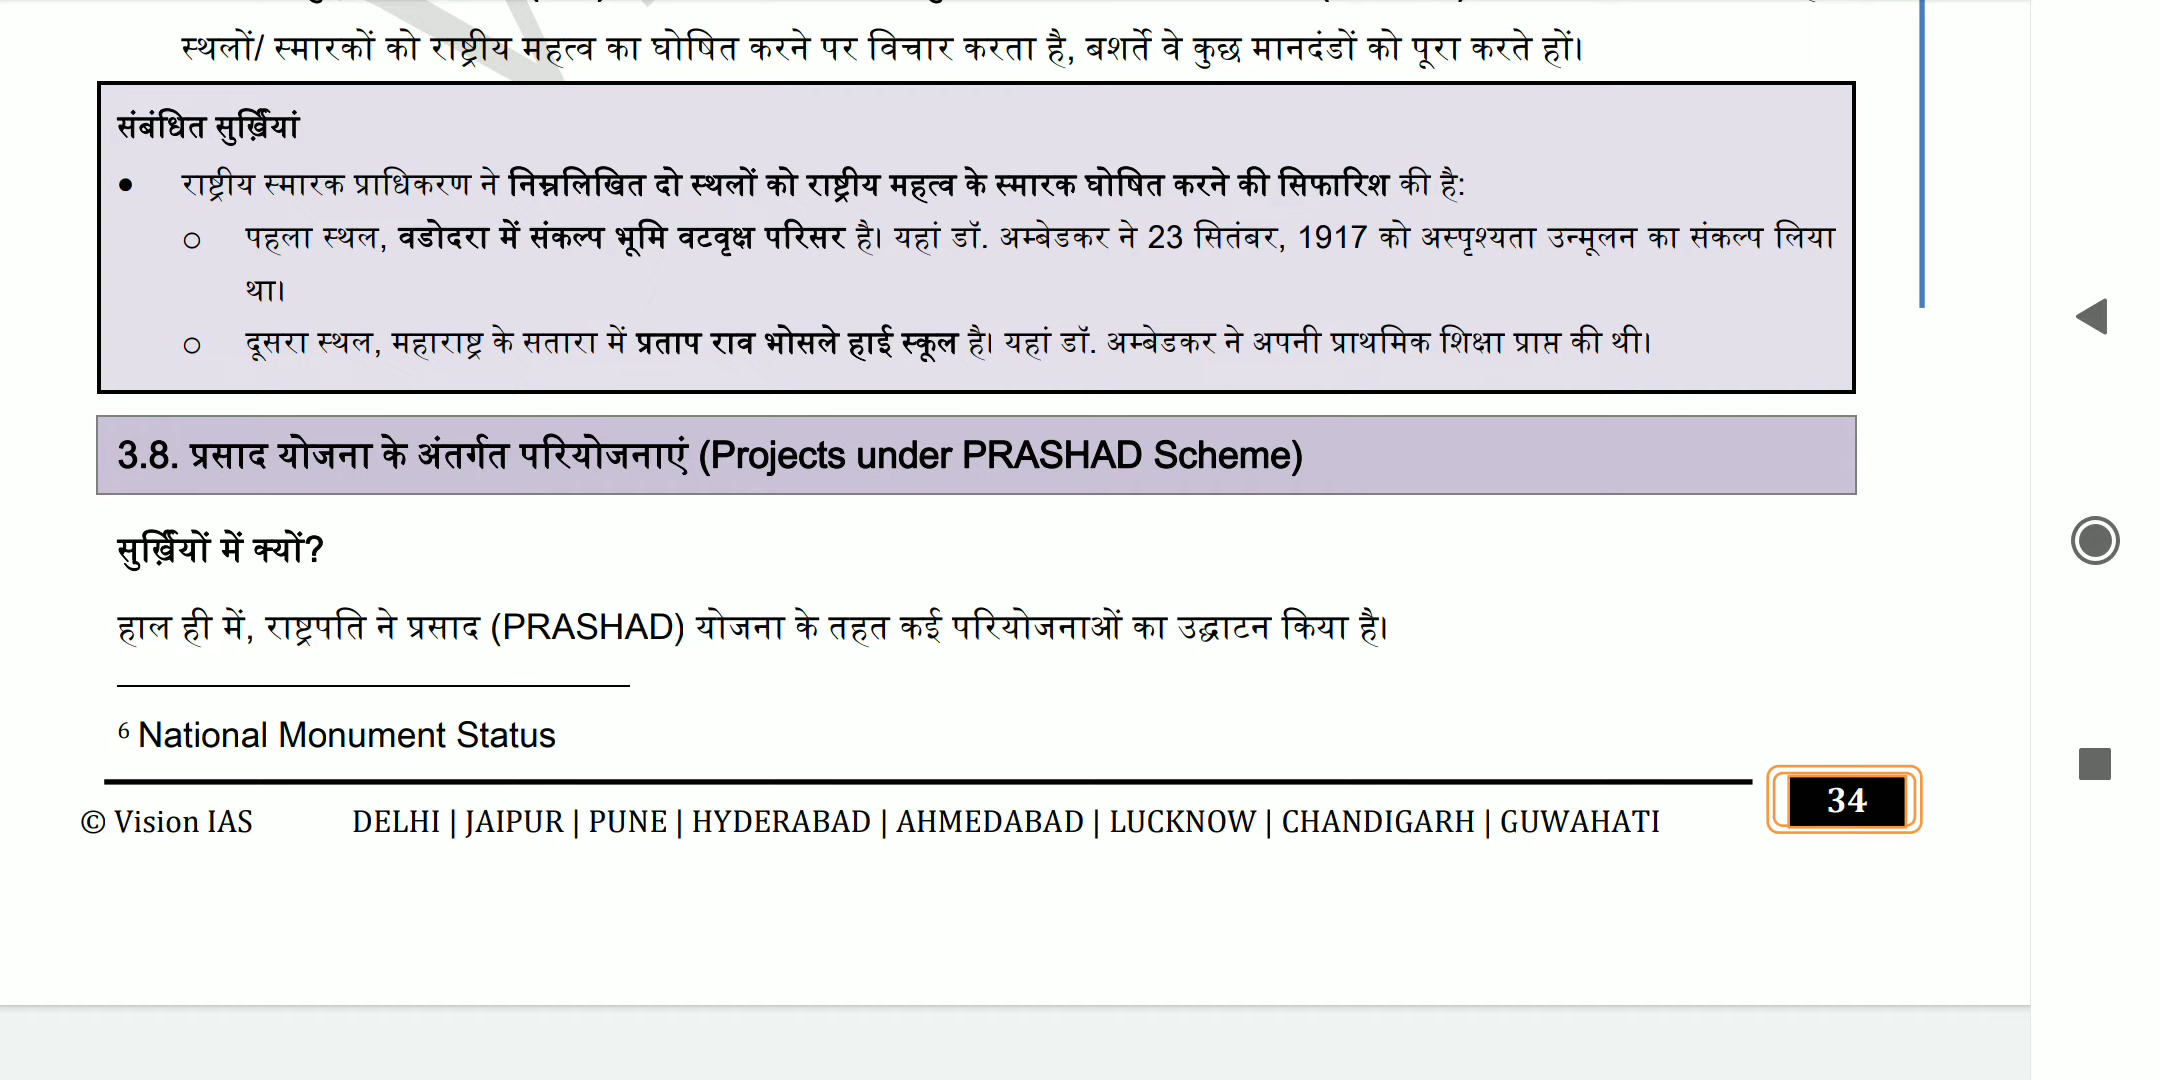 स्थलों/ स्मारकों को राष्ट्रीय महत्व का घोषित करने पर विचार करता है, बशर्ते वे कुछ मानदंडों को पूरा करते हों।
संबंधित सुर्ख़ियां
● राष्ट्रीय स्मारक प्राधिकरण ने निम्नलिखित दो स्थलों को राष्ट्रीय महत्व के स्मारक घोषित करने की सिफारिश की है:
○ पहला स्थल, वडोदरा में संकल्प भूमि वटवृक्ष परिसर है। यहां डॉ. अम्बेडकर ने 23 सितंबर, 1917 को अस्पृश्यता उन्मूलन का संकल्प लिया
था।
○ दूसरा स्थल, महाराष्ट्र के सतारा में प्रताप राव भोसले हाई स्कूल है। यहां डॉ. अम्बेडकर ने अपनी प्राथमिक शिक्षा प्राप्त की थी।
3.8. प्रसाद योजना के अंतर्गत परियोजनाएं (Projects under PRASHAD Scheme)
सुर्ख़ियों में क्यों?
हाल ही में, राष्ट्रपति ने प्रसाद (PRASHAD) योजना के तहत कई परियोजनाओं का उद्घाटन किया है।
6 National Monument Status
34
© Vision IAS DELHI | JAIPUR | PUNE | HYDERABAD | AHMEDABAD | LUCKNOW | CHANDIGARH | GUWAHATI